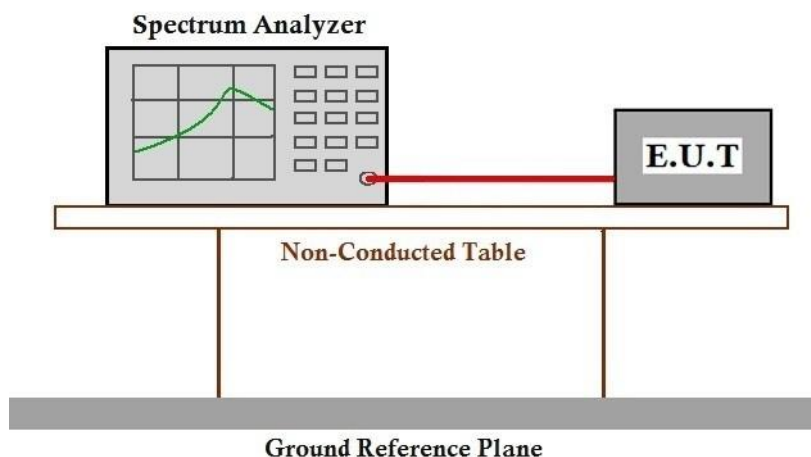 Spectrum Analyzer
E.U.T
Non-Conducted Table
Ground Reference Plane